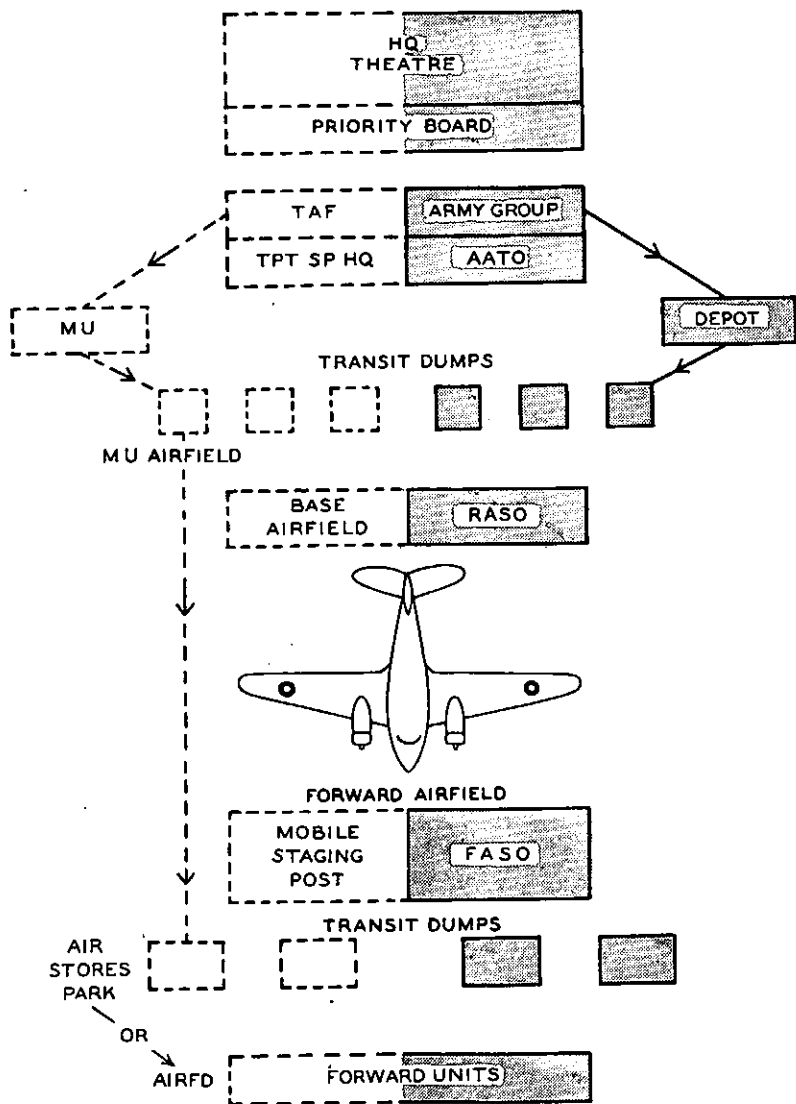 HQ
THEATRE
PRIORITY BOARD
TAF
ARMY GROUP
TPT SP HQ
AATO
MU
DEPOT
TRANSIT DUMPS
MU AIRFIELD
BASE
AIRFIELD
RASO
FORWARD AIRFIELD
MOBILE
STAGING
POST
FASO
TRANSIT DUMPS
AIR
STORES
PARK
OR
AIRFD
FORWARD UNITS